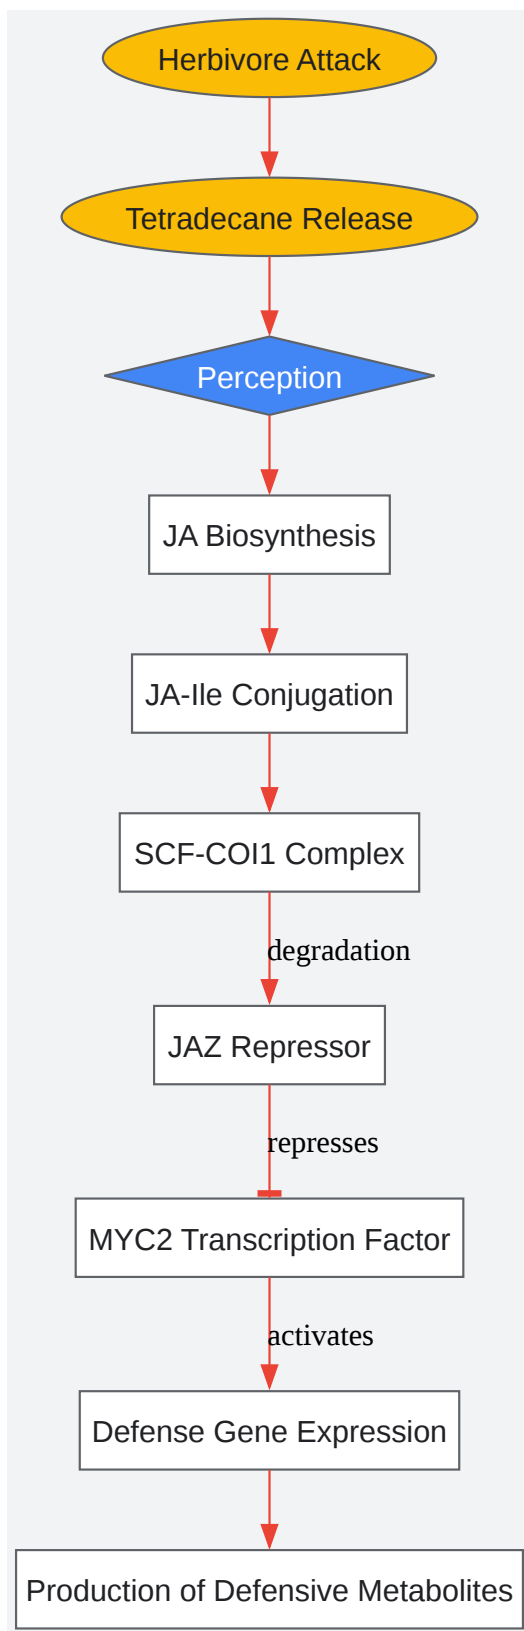 Herbivore Attack
Tetradecane Release
Perception
JA Biosynthesis
JA-Ile Conjugation
SCF-COI1 Complex
degradation
JAZ Repressor
represses
MYC2 Transcription Factor
activates
Defense Gene Expression
Production of Defensive Metabolites